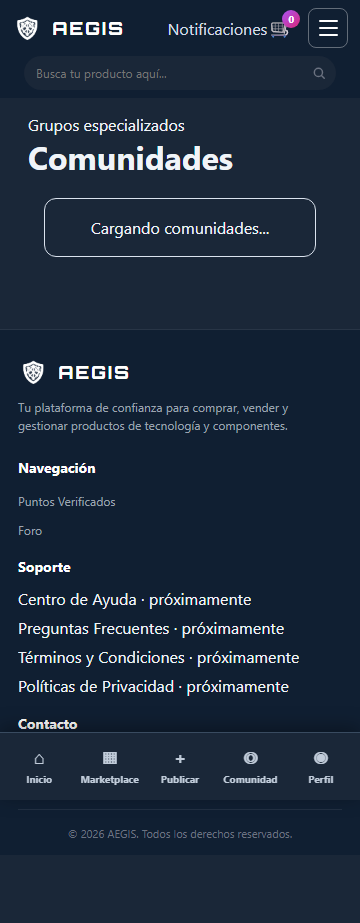 AEGIS
Notificaciones
0
Busca tu producto aquí...
Grupos especializados
Comunidades
Cargando comunidades...
AEGIS
Tu plataforma de confianza para comprar, vender y
gestionar productos de tecnología y componentes.
Navegación
Puntos Verificados
Foro
Soporte
Centro de Ayuda · próximamente
Preguntas Frecuentes · próximamente
Términos y Condiciones · próximamente
Políticas de Privacidad · próximamente
Contacto
Inicio
Marketplace
Publicar
Comunidad
Perfil
© 2026 AEGIS. Todos los derechos reservados.